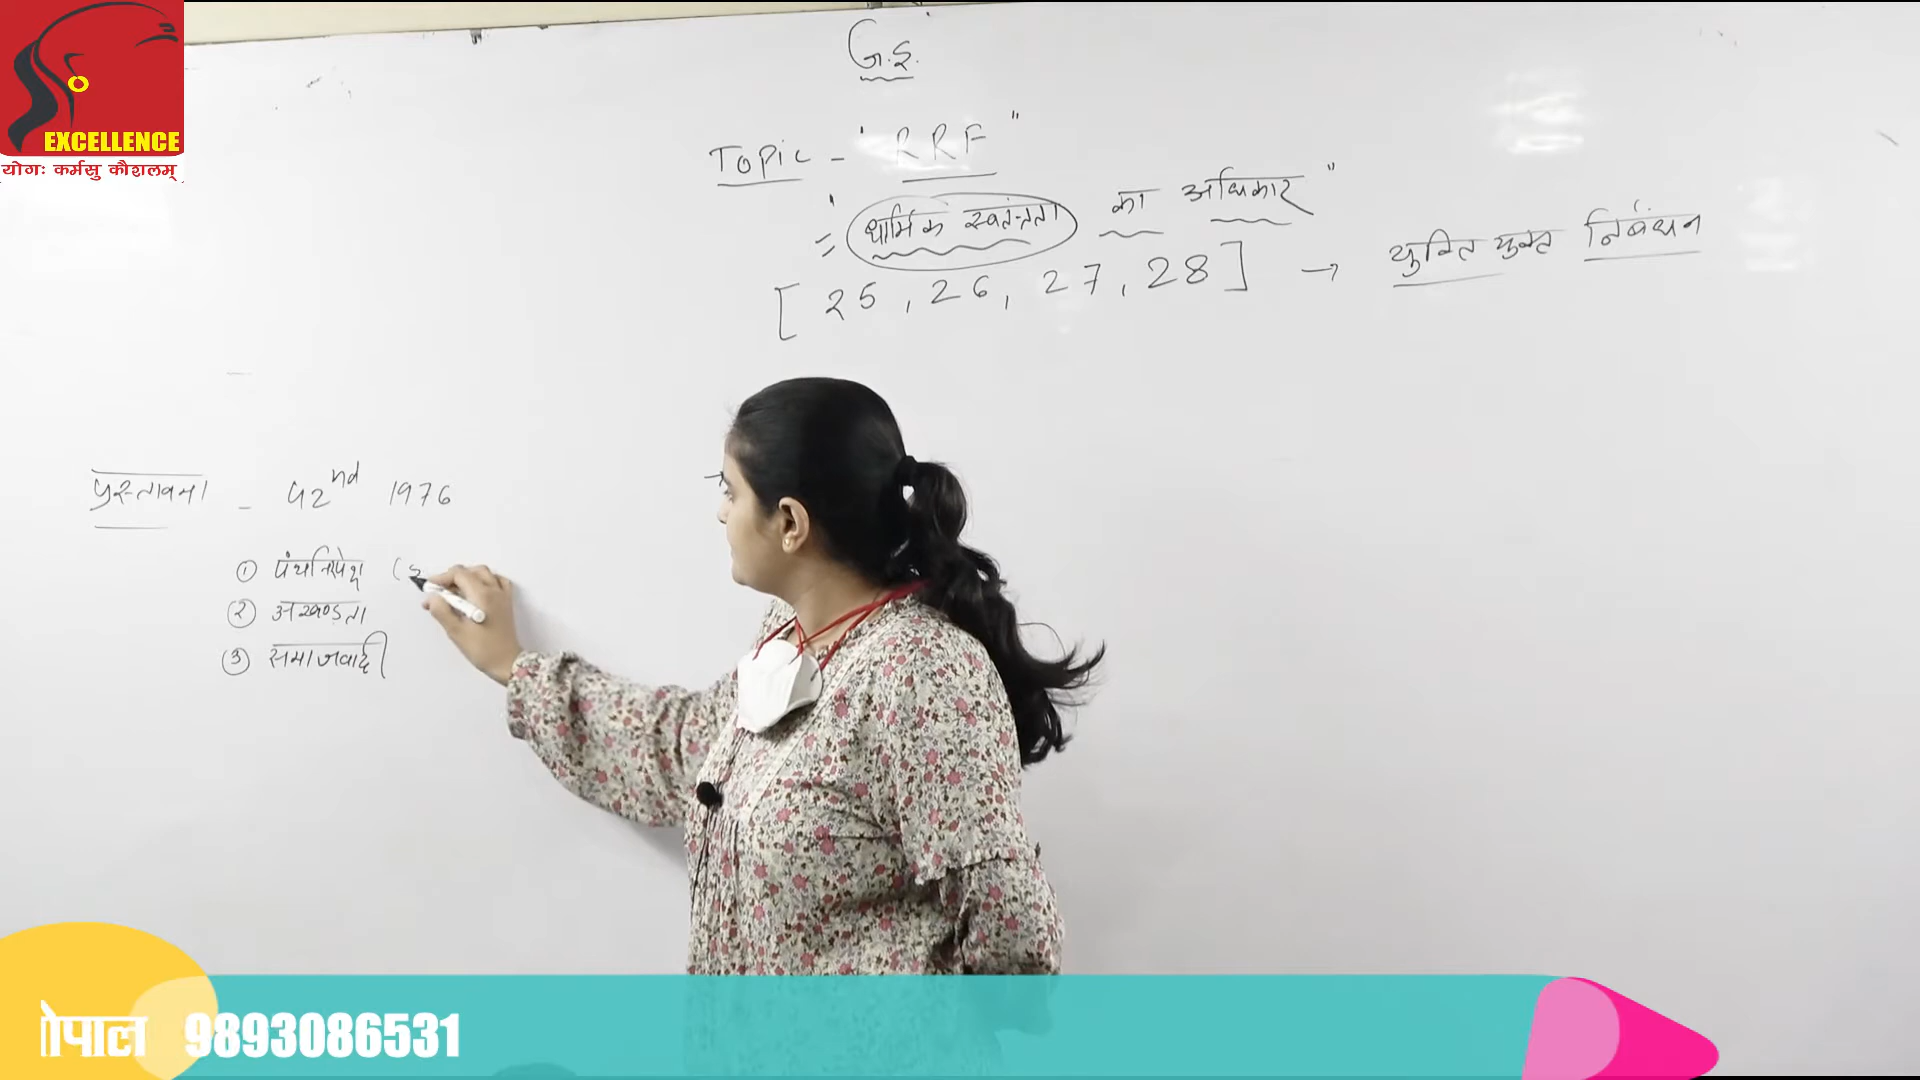 EXCELLENCE
योगः कर्मसु कौशलम्
G.S.
Topic - "RRF"
= "धार्मिक स्वतंत्रता का अधिकार"
[25, 26, 27, 28] → युक्ति युक्त निर्बंधन
प्रस्तावना - 42nd 1976
① पंथनिरपेक्ष (S
② अखण्डता
③ समाजवादी
ोपाल 9893086531